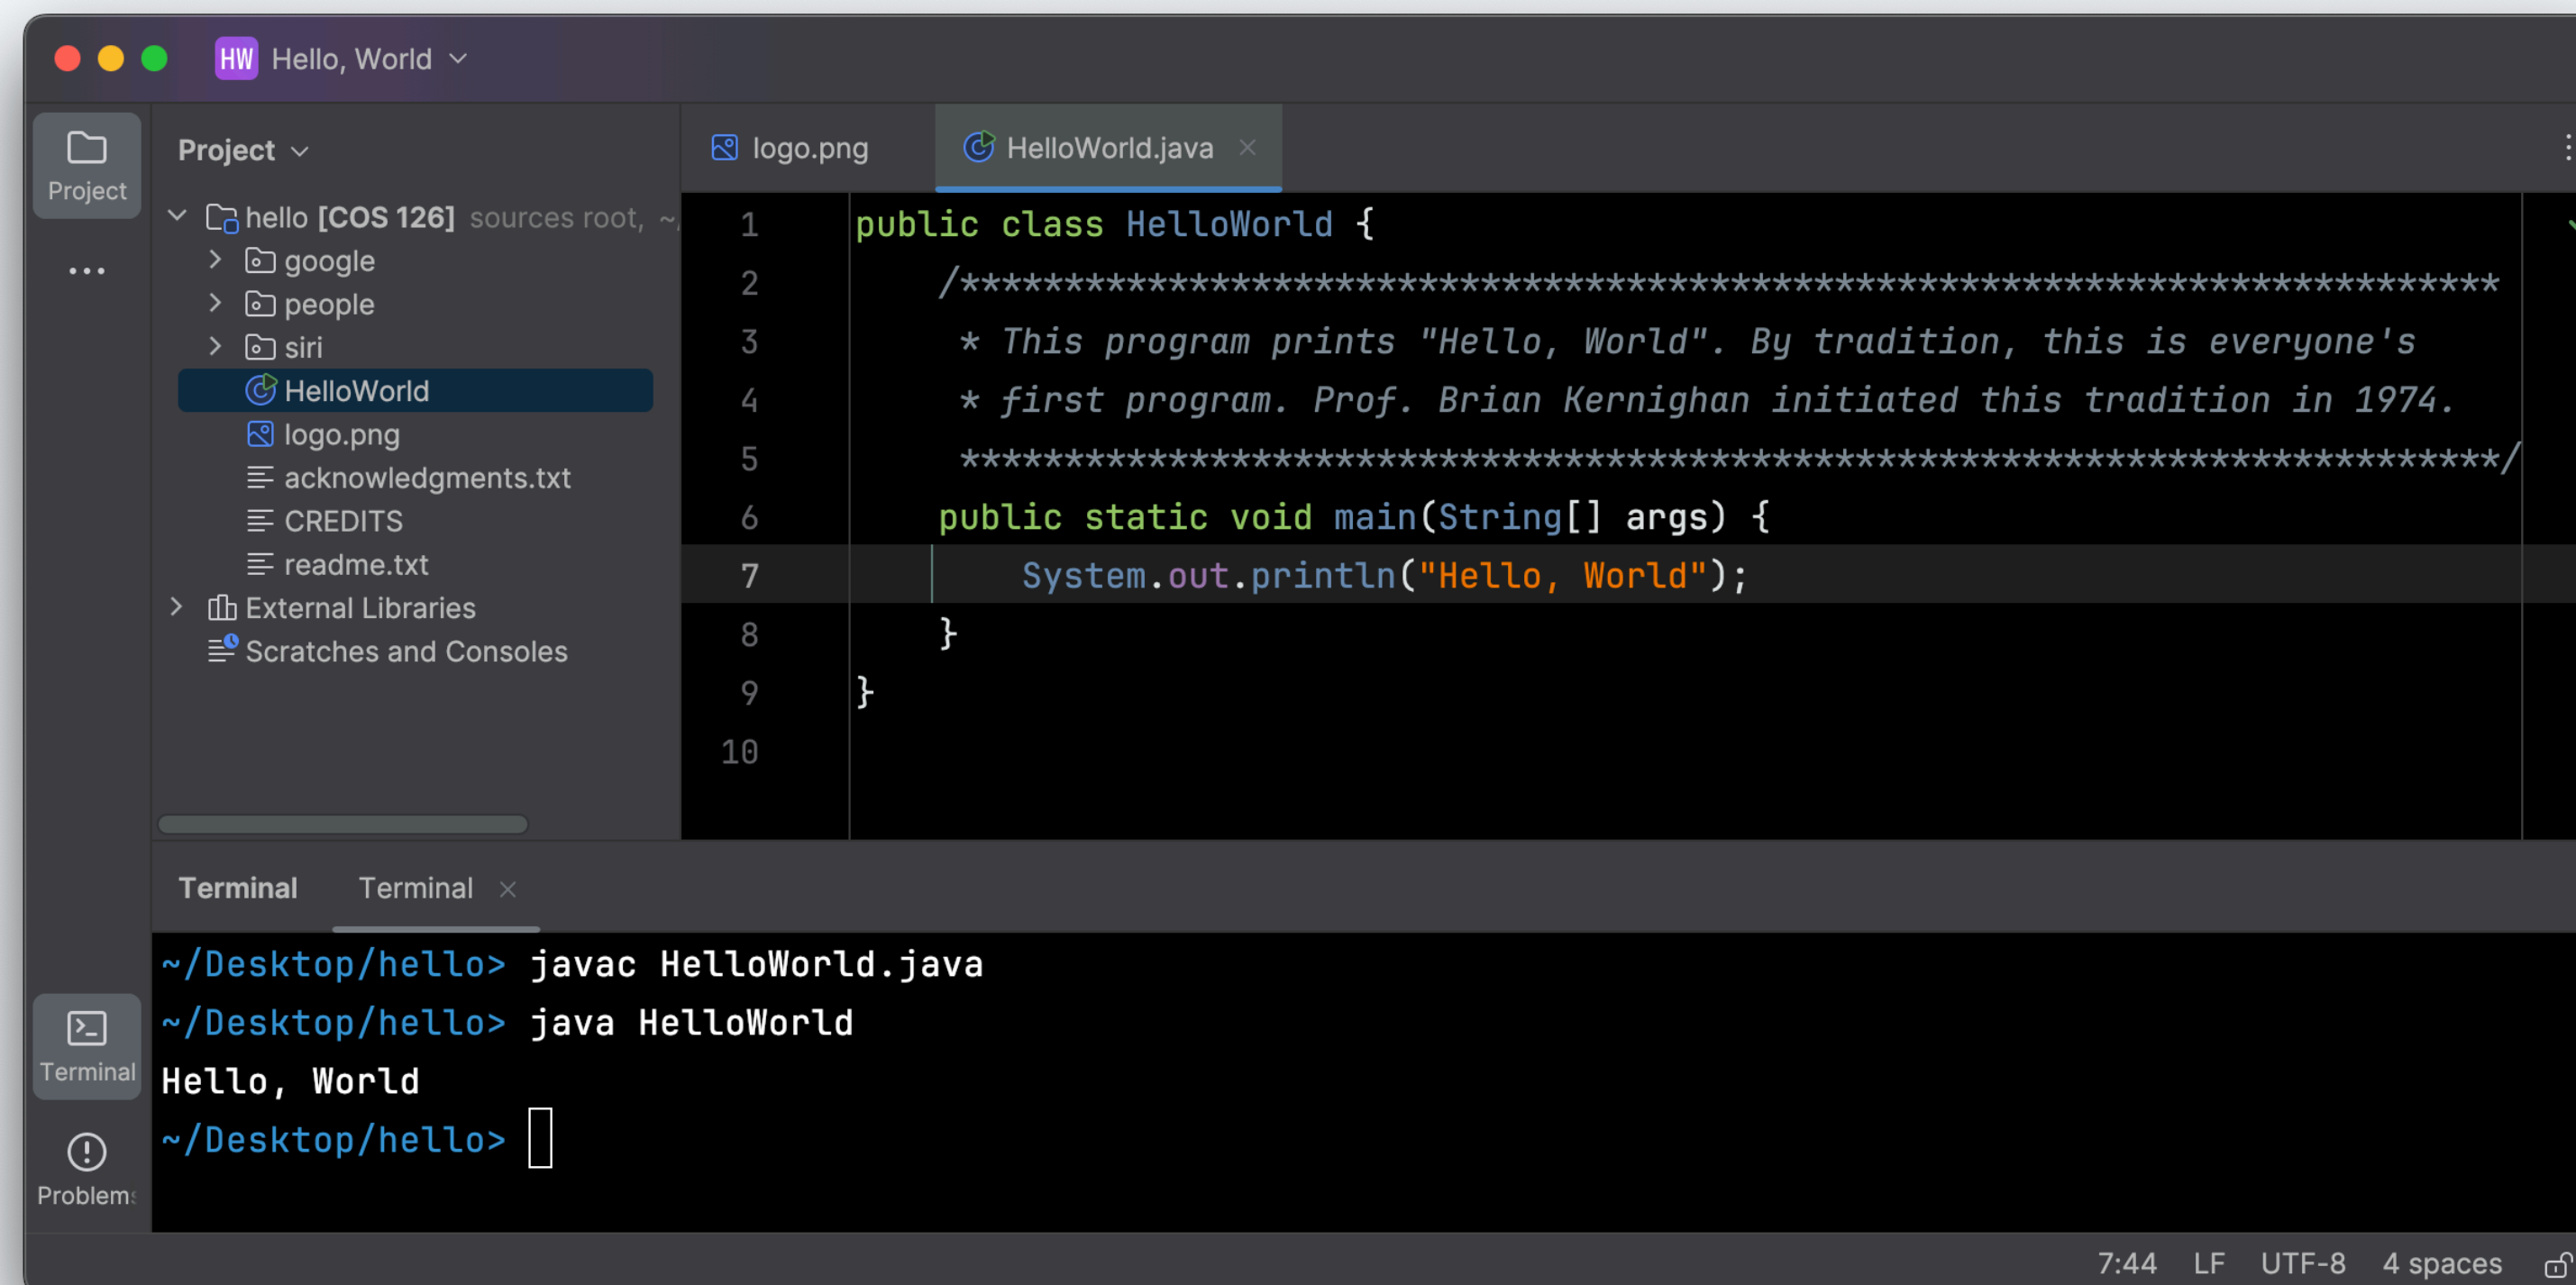 HW Hello, World
Project
Project
hello [COS 126] sources root, ~/
google
people
siri
HelloWorld
logo.png
acknowledgments.txt
CREDITS
readme.txt
External Libraries
Scratches and Consoles
logo.png HelloWorld.java
1 public class HelloWorld {
2 /**************************************************************************
3 * This program prints "Hello, World". By tradition, this is everyone's
4 * first program. Prof. Brian Kernighan initiated this tradition in 1974.
5 **************************************************************************/
6 public static void main(String[] args) {
7 System.out.println("Hello, World");
8 }
9 }
10
Terminal Terminal
~/Desktop/hello> javac HelloWorld.java
~/Desktop/hello> java HelloWorld
Hello, World
~/Desktop/hello>
Terminal
Problems
7:44 LF UTF-8 4 spaces